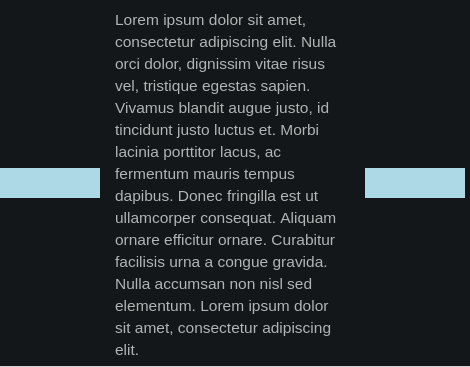 Lorem ipsum dolor sit amet,
consectetur adipiscing elit. Nulla
orci dolor, dignissim vitae risus
vel, tristique egestas sapien.
Vivamus blandit augue justo, id
tincidunt justo luctus et. Morbi
lacinia porttitor lacus, ac
fermentum mauris tempus
dapibus. Donec fringilla est ut
ullamcorper consequat. Aliquam
ornare efficitur ornare. Curabitur
facilisis urna a congue gravida.
Nulla accumsan non nisl sed
elementum. Lorem ipsum dolor
sit amet, consectetur adipiscing
elit.